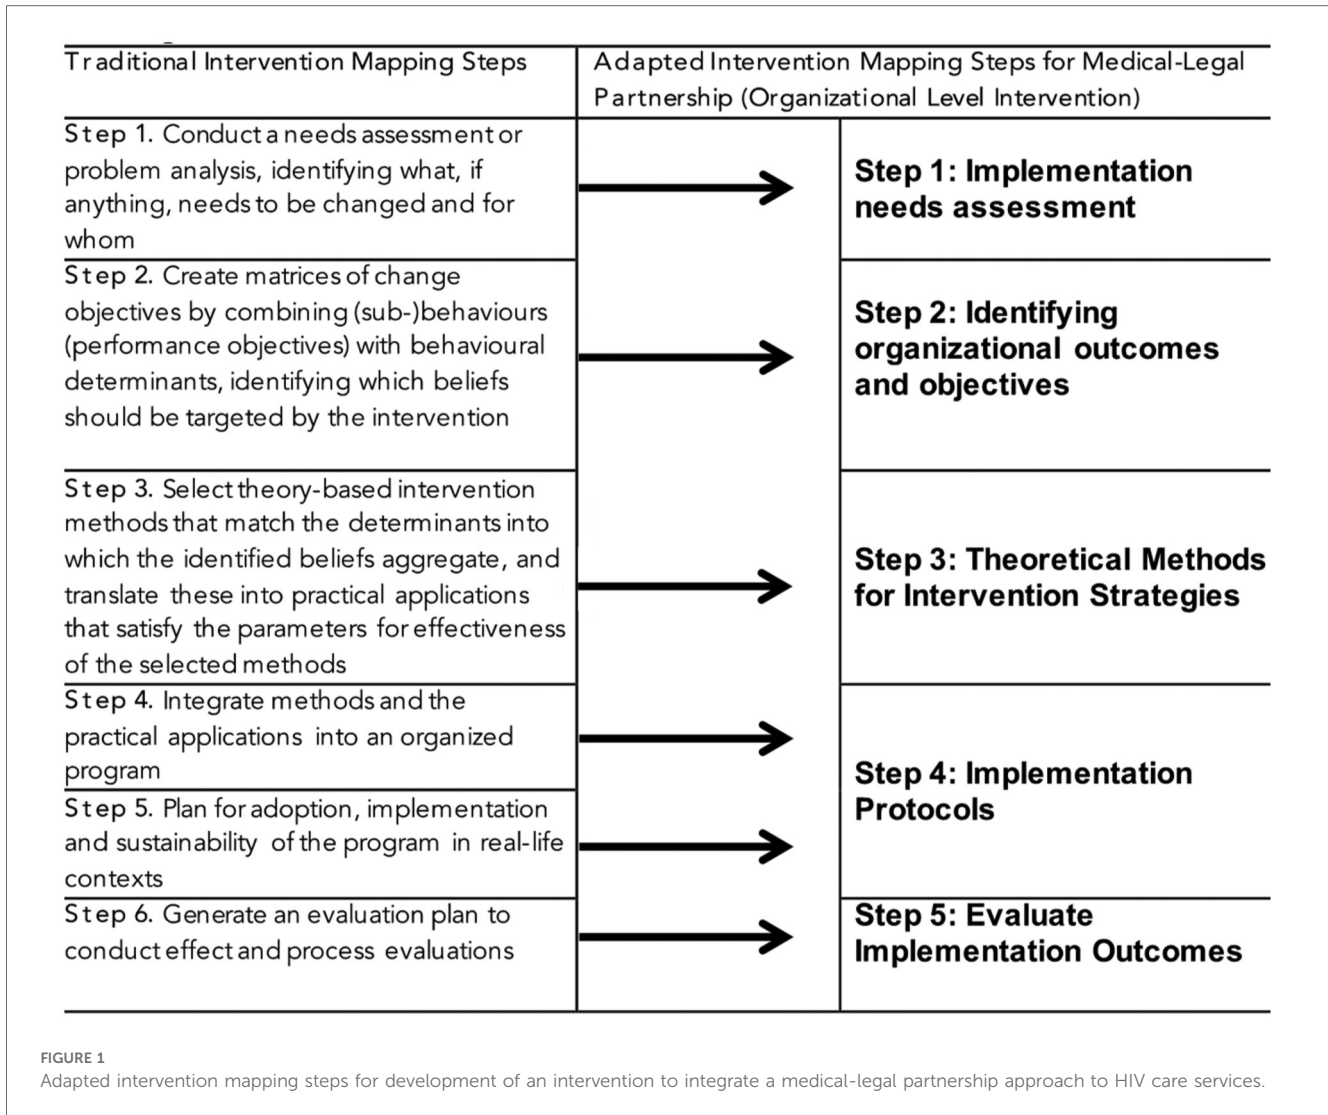 Traditional Intervention Mapping Steps
Adapted Intervention Mapping Steps for Medical-Legal
Partnership (Organizational Level Intervention)
Step 1. Conduct a needs assessment or
problem analysis, identifying what, if
anything, needs to be changed and for
whom
Step 1: Implementation
needs assessment
Step 2. Create matrices of change
objectives by combining (sub-)behaviours
(performance objectives) with behavioural
determinants, identifying which beliefs
should be targeted by the intervention
Step 2: Identifying
organizational outcomes
and objectives
Step 3. Select theory-based intervention
methods that match the determinants into
which the identified beliefs aggregate, and
translate these into practical applications
that satisfy the parameters for effectiveness
of the selected methods
Step 3: Theoretical Methods
for Intervention Strategies
Step 4. Integrate methods and the
practical applications into an organized
program
Step 5. Plan for adoption, implementation
and sustainability of the program in real-life
contexts
Step 4: Implementation
Protocols
Step 6. Generate an evaluation plan to
conduct effect and process evaluations
Step 5: Evaluate
Implementation Outcomes
FIGURE 1
Adapted intervention mapping steps for development of an intervention to integrate a medical-legal partnership approach to HIV care services.